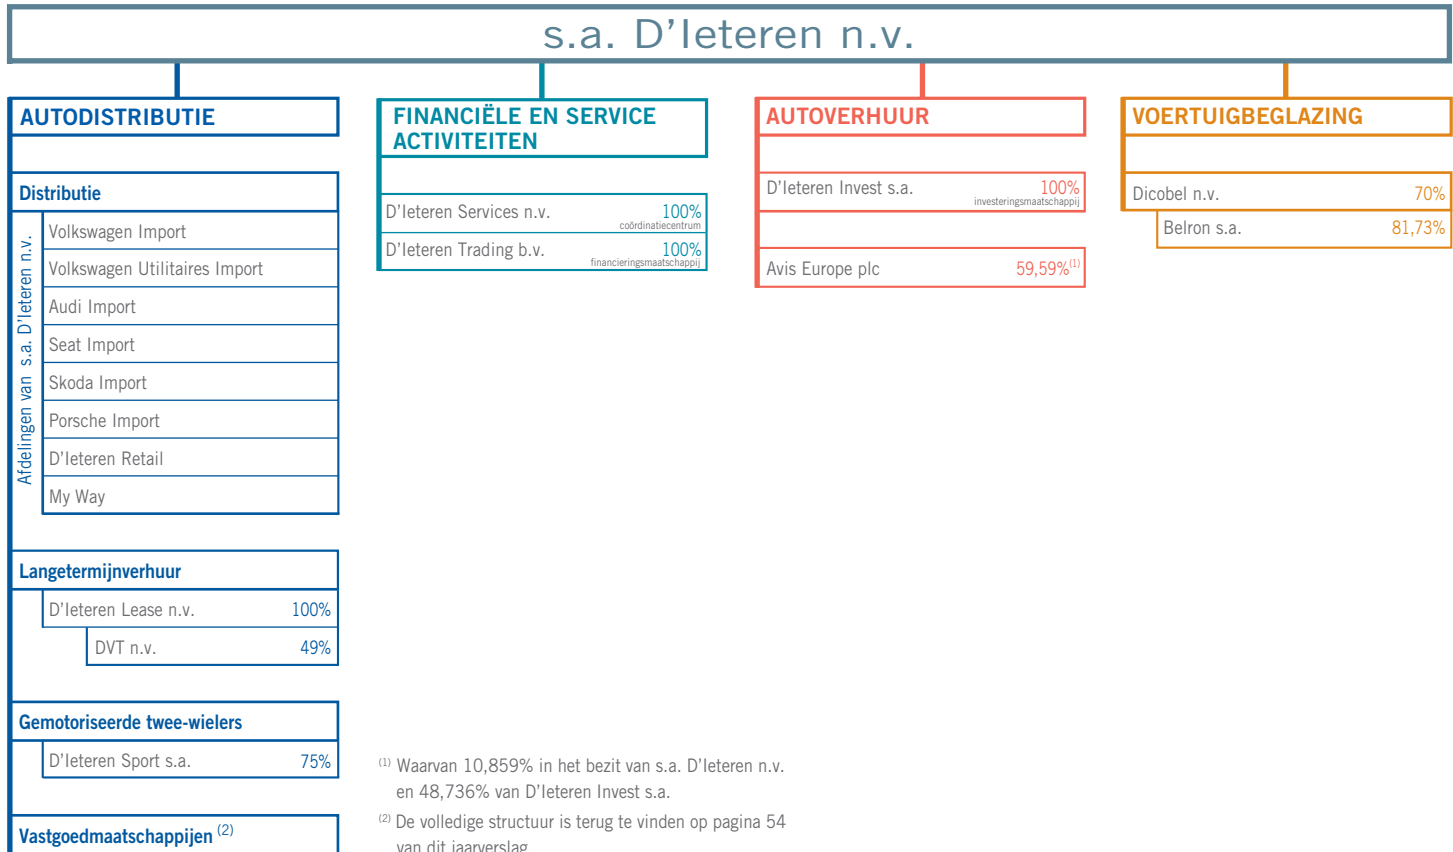 s.a. D'Ieteren n.v.
AUTODISTRIBUTIE
Distributie
Afdelingen van s.a. D'Ieteren n.v.
Volkswagen Import
Volkswagen Utilitaires Import
Audi Import
Seat Import
Skoda Import
Porsche Import
D'Ieteren Retail
My Way
Langetermijnverhuur
D'Ieteren Lease n.v. 100%
DVT n.v. 49%
Gemotoriseerde twee-wielers
D'Ieteren Sport s.a. 75%
Vastgoedmaatschappijen (2)
FINANCIËLE EN SERVICE
ACTIVITEITEN
D'Ieteren Services n.v. 100%
coördinatiecentrum
D'Ieteren Trading b.v. 100%
financieringsmaatschappij
AUTOVERHUUR
D'Ieteren Invest s.a. 100%
investeringsmaatschappij
Avis Europe plc 59,59%(1)
VOERTUIGBEGLAZING
Dicobel n.v. 70%
Belron s.a. 81,73%
(1) Waarvan 10,859% in het bezit van s.a. D'Ieteren n.v.
en 48,736% van D'Ieteren Invest s.a.
(2) De volledige structuur is terug te vinden op pagina 54
van dit jaarverslag